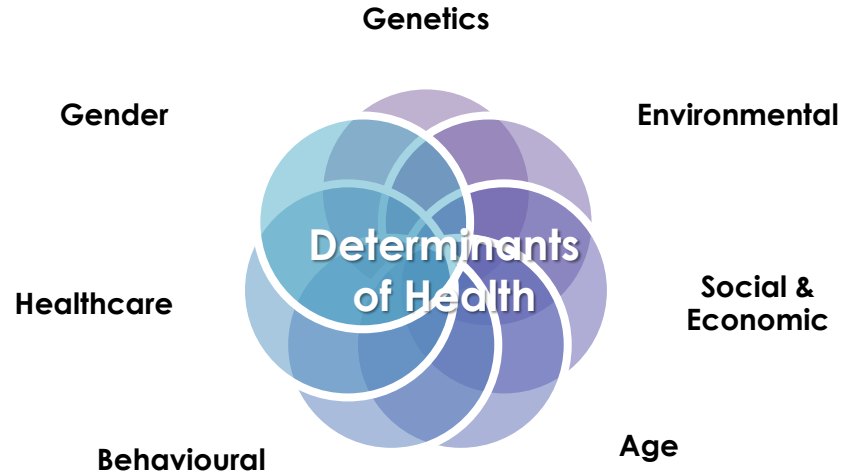 Genetics
Gender
Environmental
Determinants
of Health
Healthcare
Social &
Economic
Behavioural
Age